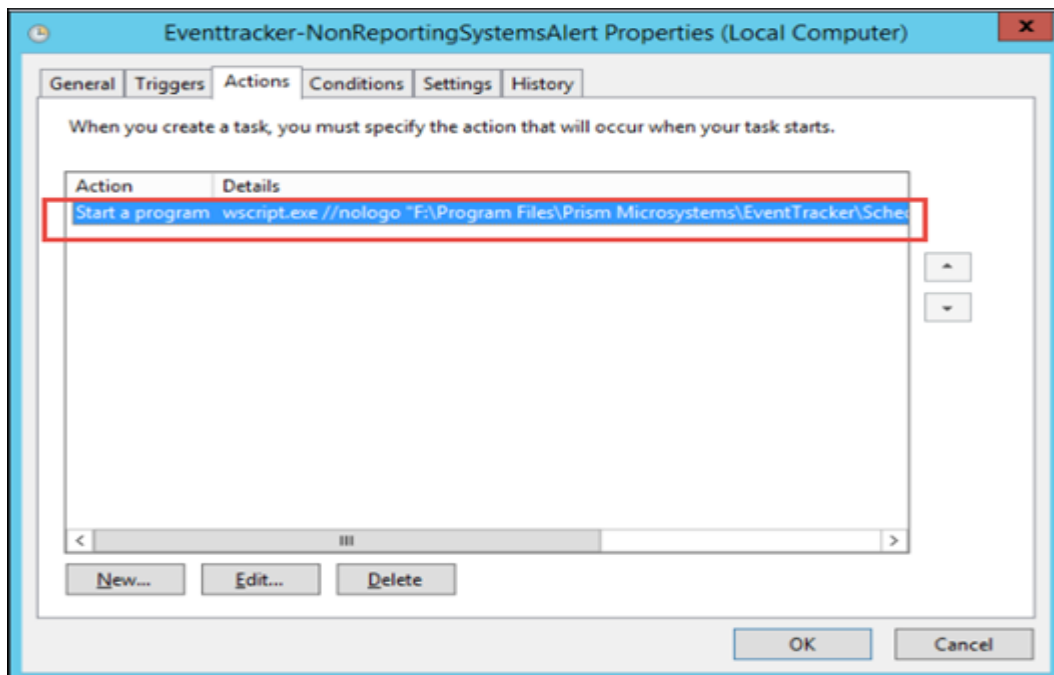 Eventtracker-NonReportingSystemsAlert Properties (Local Computer)
x
General Triggers Actions Conditions Settings History
When you create a task, you must specify the action that will occur when your task starts.
Action Details
Start a program wscript.exe //nologo "F:\Program Files\Prism Microsystems\EventTracker\Sched
New... Edit... Delete
OK Cancel